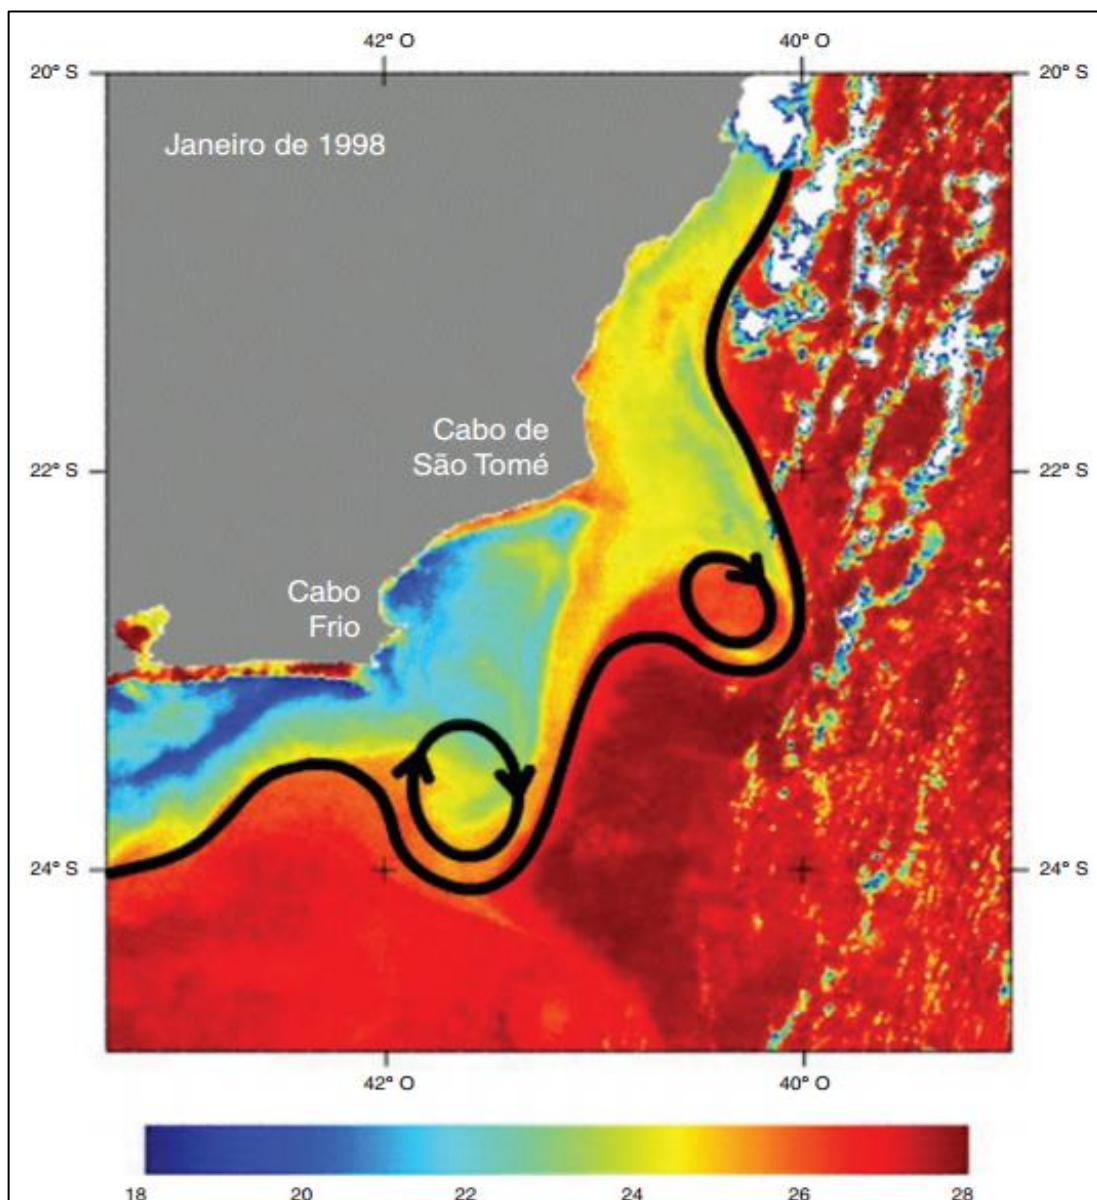 42° O 40° O
20° S 20° S
Janeiro de 1998
Cabo de
São Tomé
22° S 22° S
Cabo
Frio
24° S 24° S
42° O 40° O
18 20 22 24 26 28